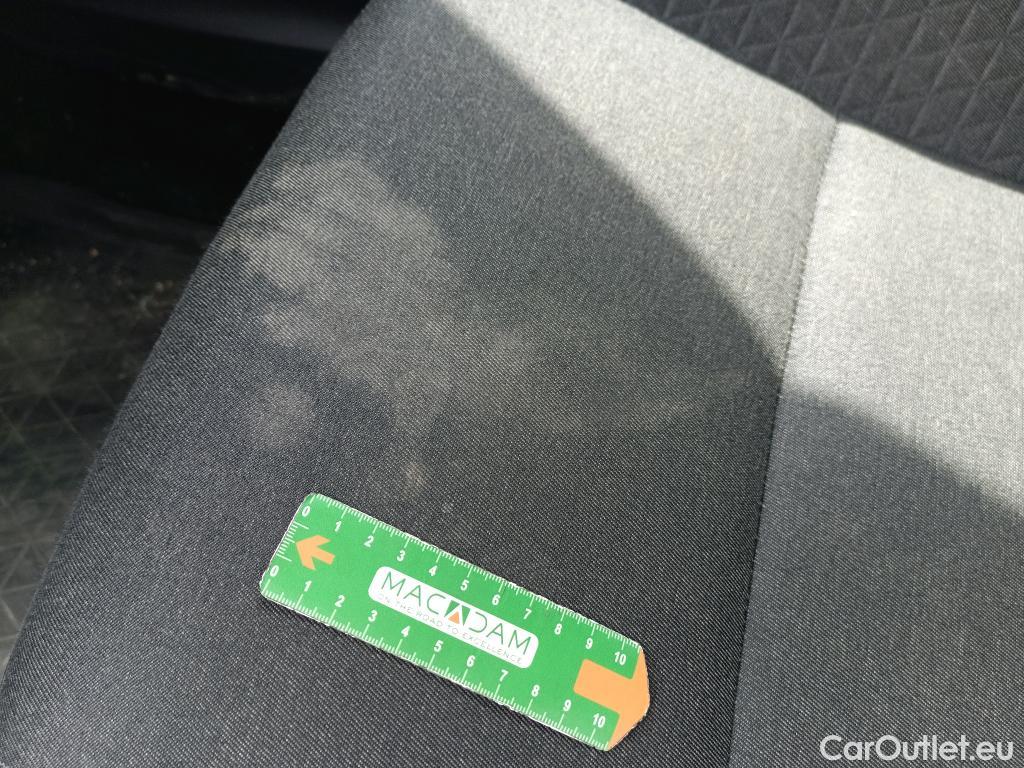 0 1 2 3 4 5 6 7 8 9 10
MACADAM
ON THE ROAD TO EXCELLENCE
0 1 2 3 4 5 6 7 8 9 10
CarOutlet.eu